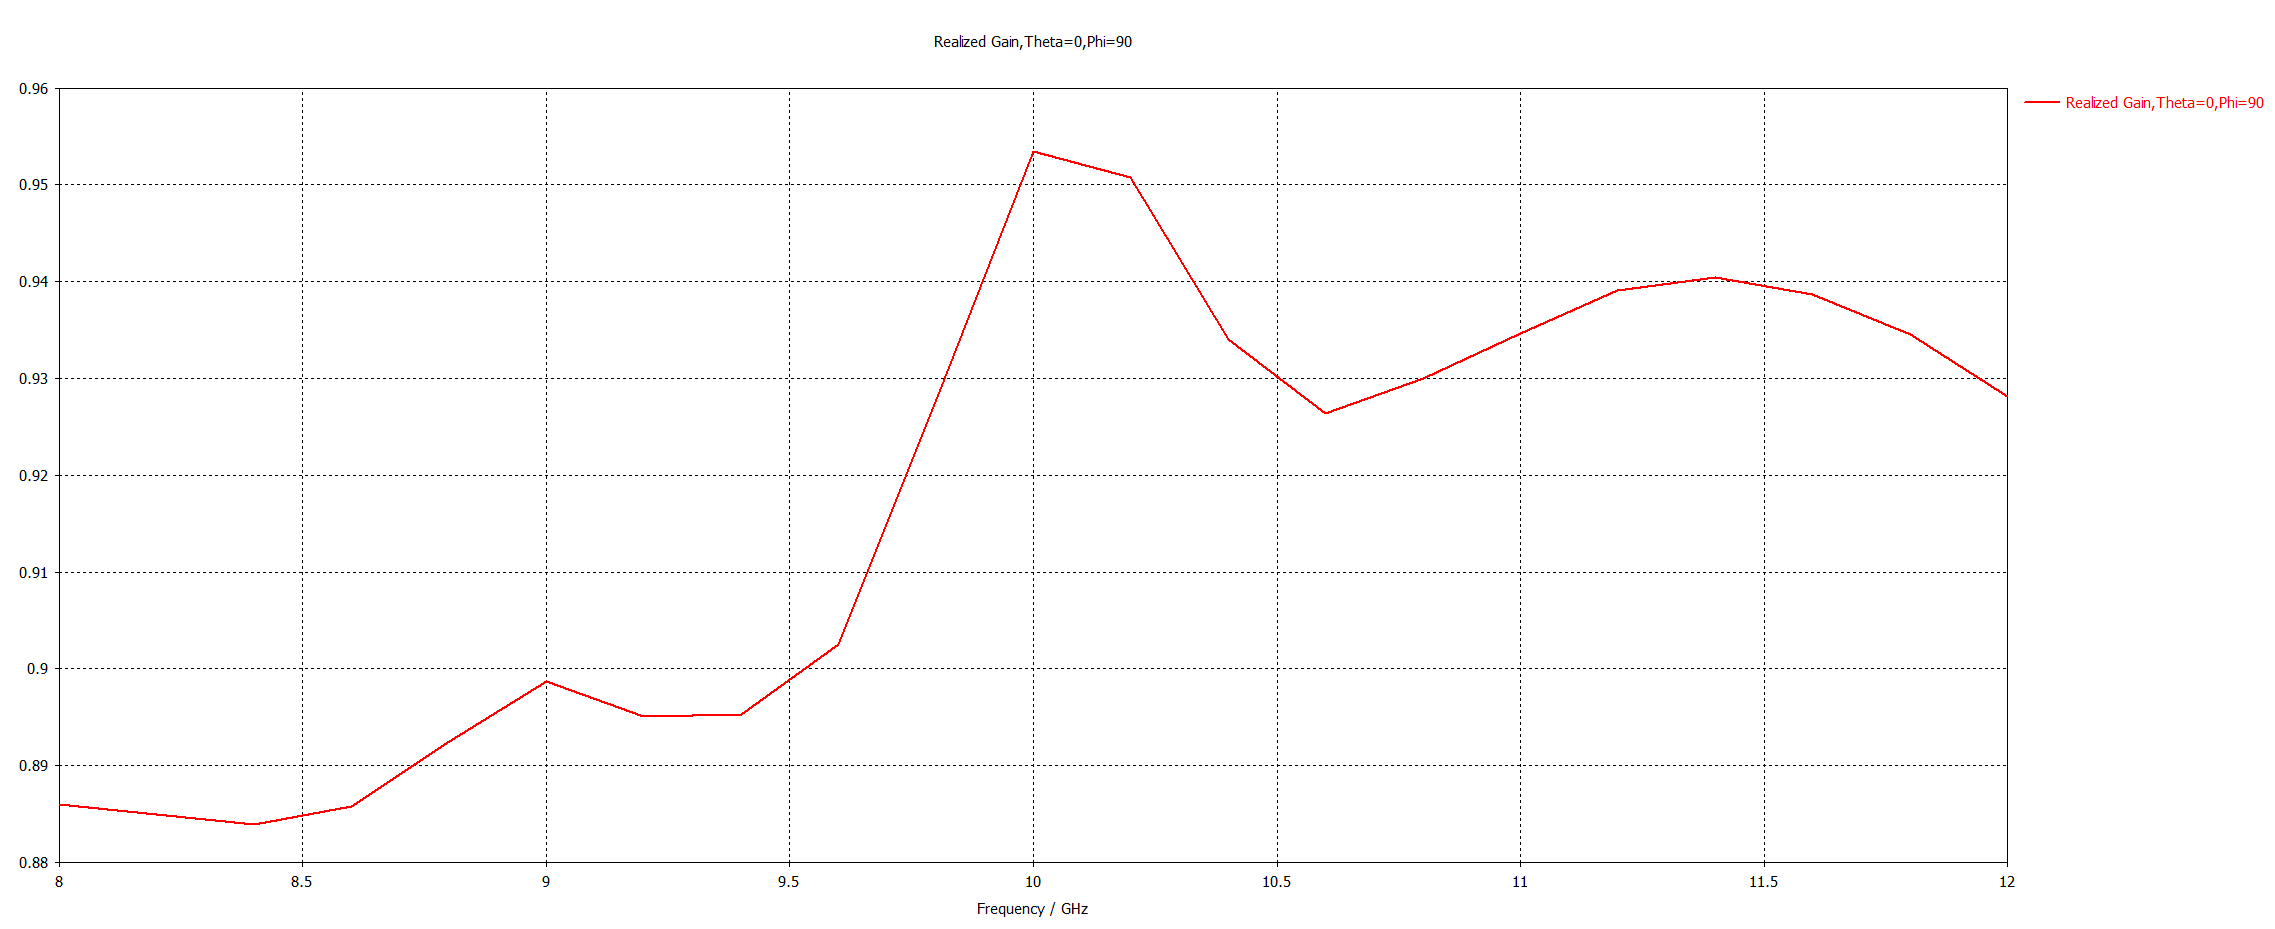 Realized Gain,Theta=0,Phi=90
0.96
0.95
0.94
0.93
0.92
0.91
0.9
0.89
0.88
8 8.5 9 9.5 10 10.5 11 11.5 12
Frequency / GHz
Realized Gain,Theta=0,Phi=90